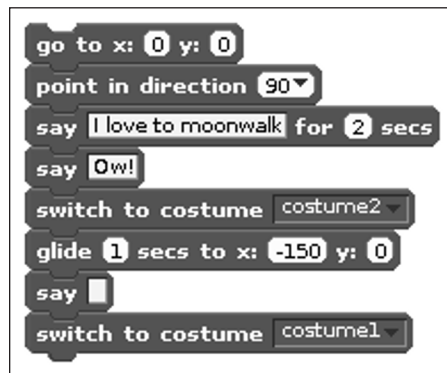 go to x: 0 y: 0
point in direction 90
say I love to moonwalk for 2 secs
say Ow!
switch to costume costume2
glide 1 secs to x: -150 y: 0
say
switch to costume costume1